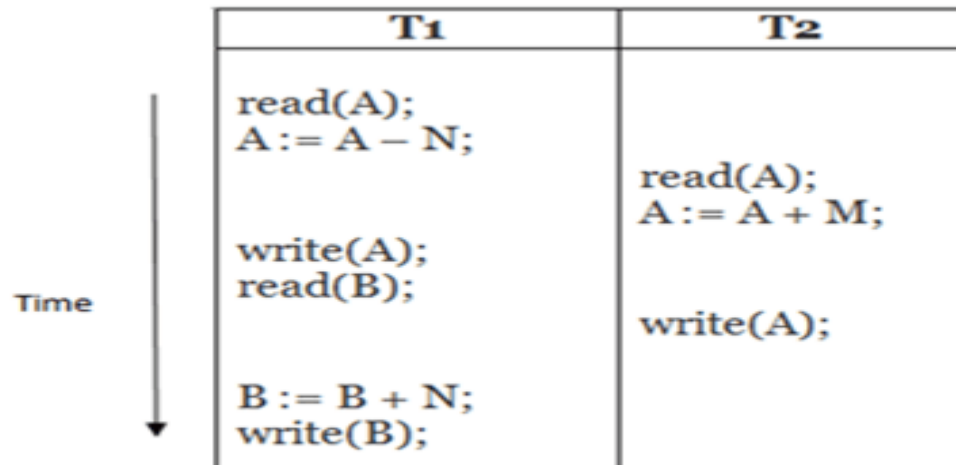 T1 T2
read(A);
A := A – N;
read(A);
A := A + M;
write(A);
read(B);
Time
write(A);
B := B + N;
write(B);